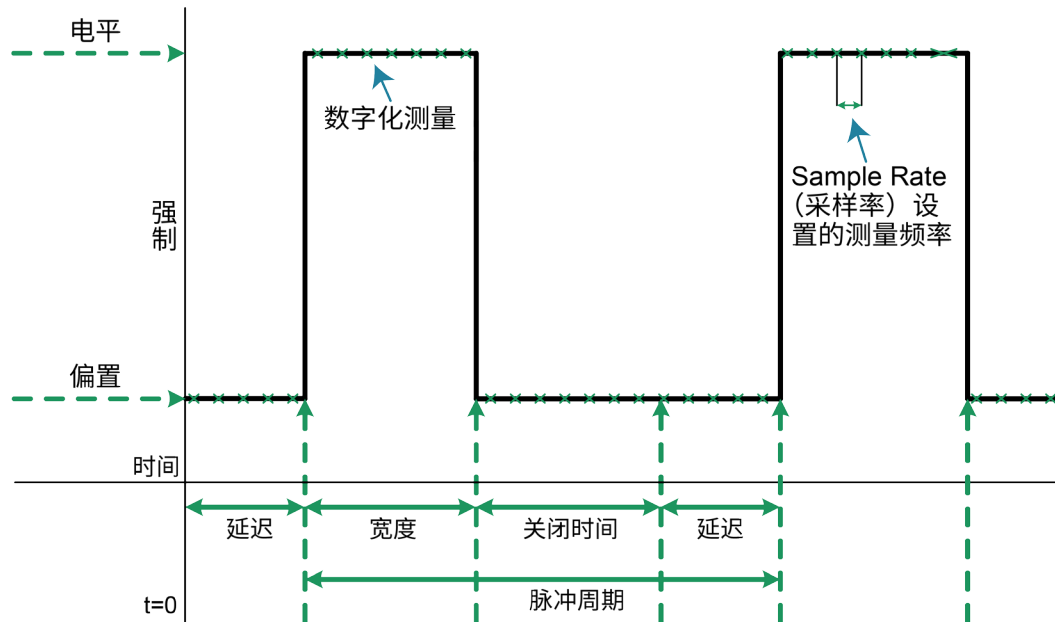 电平
数字化测量
Sample Rate
（采样率）设
置的测量频率
强
制
偏置
时间
延迟
宽度
关闭时间
延迟
脉冲周期
t=0